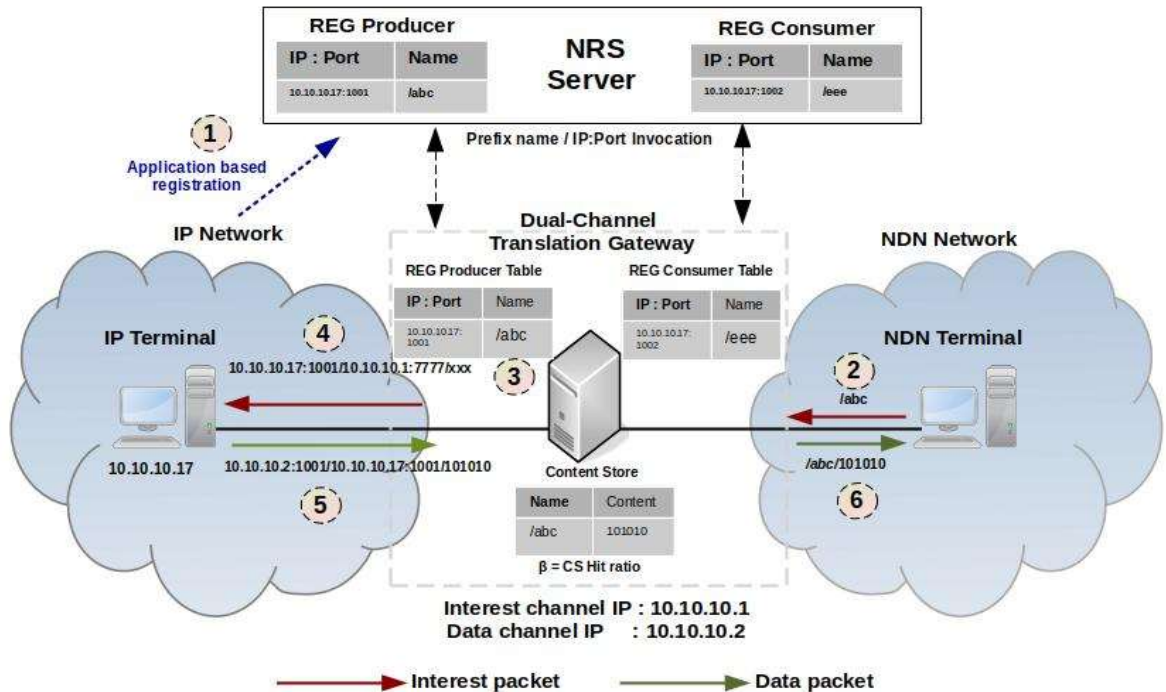 REG Producer
IP : Port Name
10.10.10.17:1001 /abc
NRS
Server
REG Consumer
IP : Port Name
10.10.10.17:1002 /eee
1
Application based
registration
Prefix name / IP:Port Invocation
IP Network
Dual-Channel
Translation Gateway
NDN Network
REG Producer Table
IP : Port Name
10.10.10.17:
1001
/abc
REG Consumer Table
IP : Port Name
10.10.10.17:
1002
/eee
IP Terminal
4
10.10.10.17:1001/10.10.10.1:7777/xxx
3
NDN Terminal
2
/abc
10.10.10.17
10.10.10.2:1001/10.10.10.17:1001/101010
5
Content Store
Name Content
/abc 101010
β = CS Hit ratio
/abc/101010
6
Interest channel IP : 10.10.10.1
Data channel IP : 10.10.10.2
Interest packet
Data packet